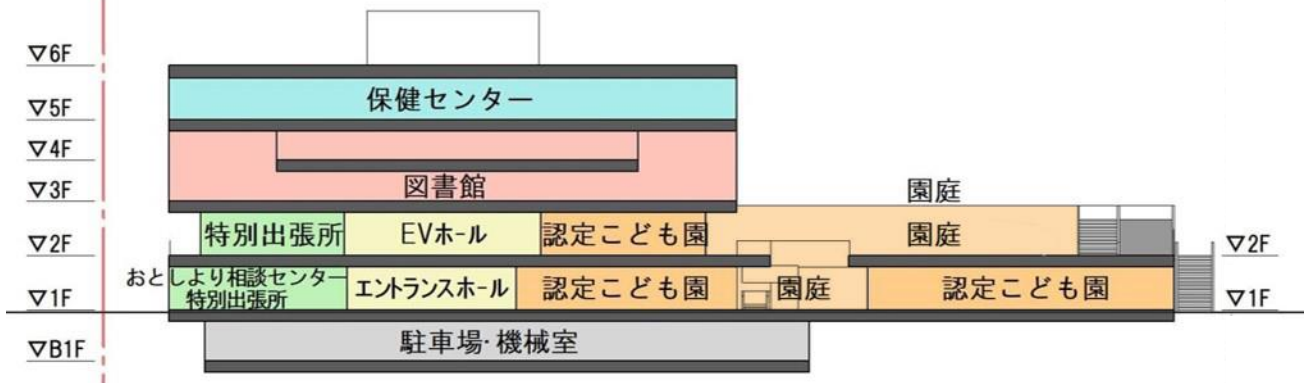 ▽6F
保健センター
▽5F
▽4F
図書館
▽3F
園庭
特別出張所 EVホール 認定こども園 園庭
▽2F ▽2F
おとしより相談センター
特別出張所 エントランスホール 認定こども園 園庭 認定こども園
▽1F ▽1F
駐車場・機械室
▽B1F